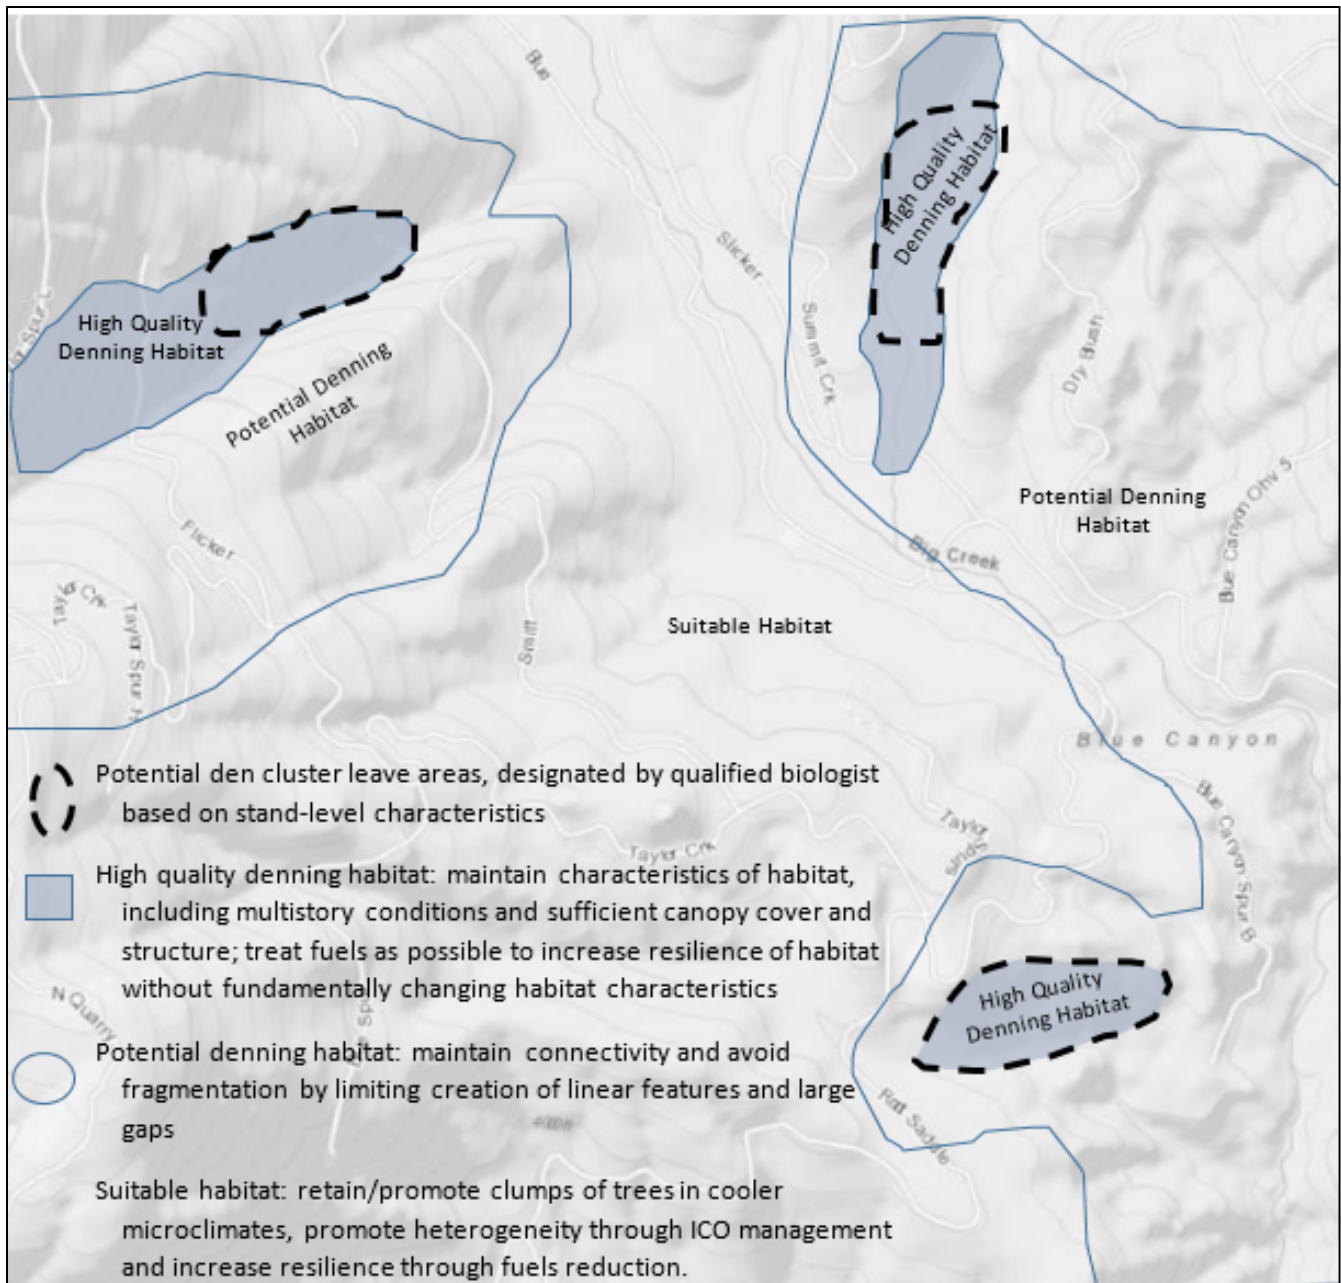 Blue
High Quality
Denning Habitat
Slicker
Summit Crk
Dry Bush
High Quality
Denning Habitat
Potential Denning
Habitat
Potential Denning
Habitat
Blue Canyon Ohv 5
Flicker
Big Creek
Taylor Spur H
Smitt
Suitable Habitat
Blue Canyon
Potential den cluster leave areas, designated by qualified biologist
based on stand-level characteristics
Blue Canyon Spur B
Taylor
Spurs
Taylor Crk
High quality denning habitat: maintain characteristics of habitat,
including multistory conditions and sufficient canopy cover and
structure; treat fuels as possible to increase resilience of habitat
without fundamentally changing habitat characteristics
High Quality
Denning Habitat
N Quarry
Potential denning habitat: maintain connectivity and avoid
fragmentation by limiting creation of linear features and large
gaps
Suitable habitat: retain/promote clumps of trees in cooler
microclimates, promote heterogeneity through ICO management
and increase resilience through fuels reduction.